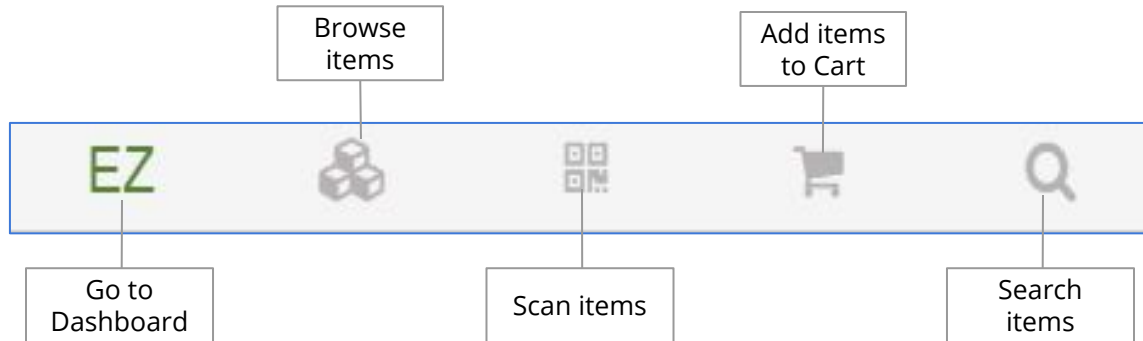 Browse
items
Add items
to Cart
EZ
Go to
Dashboard
Scan items
Search
items